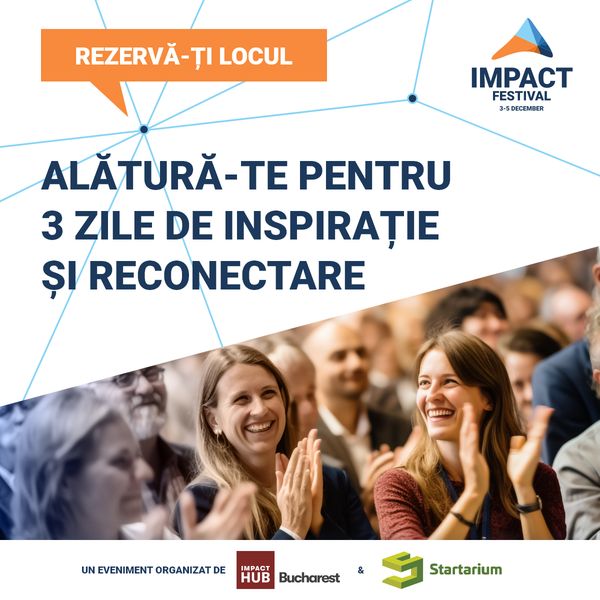 REZERVĂ-ȚI LOCUL
IMPACT
FESTIVAL
3-5 DECEMBER
ALĂTURĂ-TE PENTRU
3 ZILE DE INSPIRAȚIE
ȘI RECONECTARE
UN EVENIMENT ORGANIZAT DE
IMPACT
HUB
Bucharest
&
Startarium